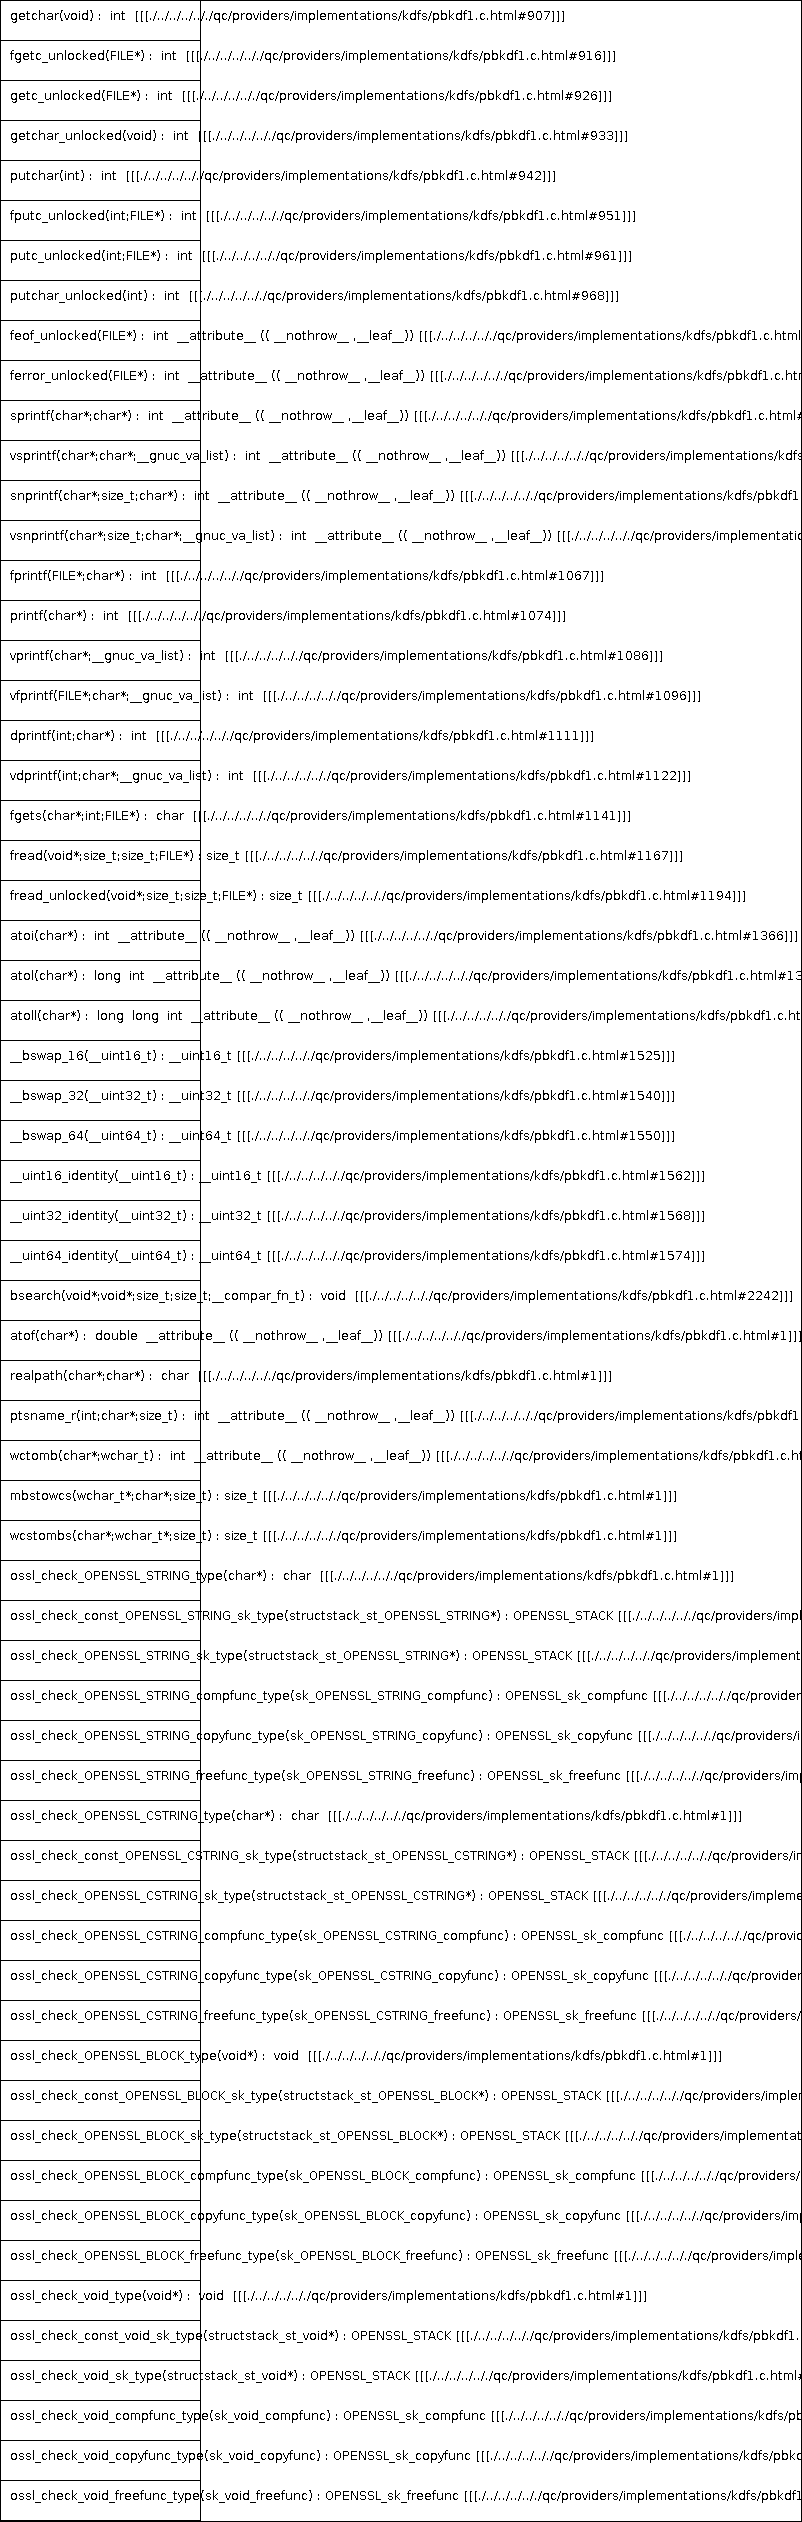 getchar(void) : int [[[./../../../../qc/providers/implementations/kdfs/pbkdf1.c.html#907]]]
fgetc_unlocked(FILE*) : int [[[./../../../../qc/providers/implementations/kdfs/pbkdf1.c.html#916]]]
getc_unlocked(FILE*) : int [[[./../../../../qc/providers/implementations/kdfs/pbkdf1.c.html#926]]]
getchar_unlocked(void) : int [[[./../../../../qc/providers/implementations/kdfs/pbkdf1.c.html#933]]]
putchar(int) : int [[[./../../../../qc/providers/implementations/kdfs/pbkdf1.c.html#942]]]
fputc_unlocked(int;FILE*) : int [[[./../../../../qc/providers/implementations/kdfs/pbkdf1.c.html#951]]]
putc_unlocked(int;FILE*) : int [[[./../../../../qc/providers/implementations/kdfs/pbkdf1.c.html#961]]]
putchar_unlocked(int) : int [[[./../../../../qc/providers/implementations/kdfs/pbkdf1.c.html#968]]]
feof_unlocked(FILE*) : int __attribute__ (( __nothrow__ ,__leaf__)) [[[./../../../../qc/providers/implementations/kdfs/pbkdf1.c.html
ferror_unlocked(FILE*) : int __attribute__ (( __nothrow__ ,__leaf__)) [[[./../../../../qc/providers/implementations/kdfs/pbkdf1.c.htm
sprintf(char*;char*) : int __attribute__ (( __nothrow__ ,__leaf__)) [[[./../../../../qc/providers/implementations/kdfs/pbkdf1.c.html#
vsprintf(char*;char*;__gnuc_va_list) : int __attribute__ (( __nothrow__ ,__leaf__)) [[[./../../../../qc/providers/implementations/kdfs
snprintf(char*;size_t;char*) : int __attribute__ (( __nothrow__ ,__leaf__)) [[[./../../../../qc/providers/implementations/kdfs/pbkdf1
vsnprintf(char*;size_t;char*;__gnuc_va_list) : int __attribute__ (( __nothrow__ ,__leaf__)) [[[./../../../../qc/providers/implementatio
fprintf(FILE*;char*) : int [[[./../../../../qc/providers/implementations/kdfs/pbkdf1.c.html#1067]]]
printf(char*) : int [[[./../../../../qc/providers/implementations/kdfs/pbkdf1.c.html#1074]]]
vprintf(char*;__gnuc_va_list) : int [[[./../../../../qc/providers/implementations/kdfs/pbkdf1.c.html#1086]]]
vfprintf(FILE*;char*;__gnuc_va_list) : int [[[./../../../../qc/providers/implementations/kdfs/pbkdf1.c.html#1096]]]
dprintf(int;char*) : int [[[./../../../../qc/providers/implementations/kdfs/pbkdf1.c.html#1111]]]
vdprintf(int;char*;__gnuc_va_list) : int [[[./../../../../qc/providers/implementations/kdfs/pbkdf1.c.html#1122]]]
fgets(char*;int;FILE*) : char [[[./../../../../qc/providers/implementations/kdfs/pbkdf1.c.html#1141]]]
fread(void*;size_t;size_t;FILE*) : size_t [[[./../../../../qc/providers/implementations/kdfs/pbkdf1.c.html#1167]]]
fread_unlocked(void*;size_t;size_t;FILE*) : size_t [[[./../../../../qc/providers/implementations/kdfs/pbkdf1.c.html#1194]]]
atoi(char*) : int __attribute__ (( __nothrow__ ,__leaf__)) [[[./../../../../qc/providers/implementations/kdfs/pbkdf1.c.html#1366]]]
atol(char*) : long int __attribute__ (( __nothrow__ ,__leaf__)) [[[./../../../../qc/providers/implementations/kdfs/pbkdf1.c.html#13
atoll(char*) : long long int __attribute__ (( __nothrow__ ,__leaf__)) [[[./../../../../qc/providers/implementations/kdfs/pbkdf1.c.ht
__bswap_16(__uint16_t) : __uint16_t [[[./../../../../qc/providers/implementations/kdfs/pbkdf1.c.html#1525]]]
__bswap_32(__uint32_t) : __uint32_t [[[./../../../../qc/providers/implementations/kdfs/pbkdf1.c.html#1540]]]
__bswap_64(__uint64_t) : __uint64_t [[[./../../../../qc/providers/implementations/kdfs/pbkdf1.c.html#1550]]]
__uint16_identity(__uint16_t) : __uint16_t [[[./../../../../qc/providers/implementations/kdfs/pbkdf1.c.html#1562]]]
__uint32_identity(__uint32_t) : __uint32_t [[[./../../../../qc/providers/implementations/kdfs/pbkdf1.c.html#1568]]]
__uint64_identity(__uint64_t) : __uint64_t [[[./../../../../qc/providers/implementations/kdfs/pbkdf1.c.html#1574]]]
bsearch(void*;void*;size_t;size_t;__compar_fn_t) : void [[[./../../../../qc/providers/implementations/kdfs/pbkdf1.c.html#2242]]]
atof(char*) : double __attribute__ (( __nothrow__ ,__leaf__)) [[[./../../../../qc/providers/implementations/kdfs/pbkdf1.c.html#1]]]
realpath(char*;char*) : char [[[./../../../../qc/providers/implementations/kdfs/pbkdf1.c.html#1]]]
ptsname_r(int;char*;size_t) : int __attribute__ (( __nothrow__ ,__leaf__)) [[[./../../../../qc/providers/implementations/kdfs/pbkdf1
wctomb(char*;wchar_t) : int __attribute__ (( __nothrow__ ,__leaf__)) [[[./../../../../qc/providers/implementations/kdfs/pbkdf1.c.ht
mbstowcs(wchar_t*;char*;size_t) : size_t [[[./../../../../qc/providers/implementations/kdfs/pbkdf1.c.html#1]]]
wcstombs(char*;wchar_t*;size_t) : size_t [[[./../../../../qc/providers/implementations/kdfs/pbkdf1.c.html#1]]]
ossl_check_OPENSSL_STRING_type(char*) : char [[[./../../../../qc/providers/implementations/kdfs/pbkdf1.c.html#1]]]
ossl_check_const_OPENSSL_STRING_sk_type(structstack_st_OPENSSL_STRING*) : OPENSSL_STACK [[[./../../../../qc/providers/impl
ossl_check_OPENSSL_STRING_sk_type(structstack_st_OPENSSL_STRING*) : OPENSSL_STACK [[[./../../../../qc/providers/implement
ossl_check_OPENSSL_STRING_compfunc_type(sk_OPENSSL_STRING_compfunc) : OPENSSL_sk_compfunc [[[./../../../../qc/provider
ossl_check_OPENSSL_STRING_copyfunc_type(sk_OPENSSL_STRING_copyfunc) : OPENSSL_sk_copyfunc [[[./../../../../qc/providers/i
ossl_check_OPENSSL_STRING_freefunc_type(sk_OPENSSL_STRING_freefunc) : OPENSSL_sk_freefunc [[[./../../../../qc/providers/imp
ossl_check_OPENSSL_CSTRING_type(char*) : char [[[./../../../../qc/providers/implementations/kdfs/pbkdf1.c.html#1]]]
ossl_check_const_OPENSSL_CSTRING_sk_type(structstack_st_OPENSSL_CSTRING*) : OPENSSL_STACK [[[./../../../../qc/providers/in
ossl_check_OPENSSL_CSTRING_sk_type(structstack_st_OPENSSL_CSTRING*) : OPENSSL_STACK [[[./../../../../qc/providers/impleme
ossl_check_OPENSSL_CSTRING_compfunc_type(sk_OPENSSL_CSTRING_compfunc) : OPENSSL_sk_compfunc [[[./../../../../qc/provid
ossl_check_OPENSSL_CSTRING_copyfunc_type(sk_OPENSSL_CSTRING_copyfunc) : OPENSSL_sk_copyfunc [[[./../../../../qc/provider
ossl_check_OPENSSL_CSTRING_freefunc_type(sk_OPENSSL_CSTRING_freefunc) : OPENSSL_sk_freefunc [[[./../../../../qc/providers/
ossl_check_OPENSSL_BLOCK_type(void*) : void [[[./../../../../qc/providers/implementations/kdfs/pbkdf1.c.html#1]]]
ossl_check_const_OPENSSL_BLOCK_sk_type(structstack_st_OPENSSL_BLOCK*) : OPENSSL_STACK [[[./../../../../qc/providers/implem
ossl_check_OPENSSL_BLOCK_sk_type(structstack_st_OPENSSL_BLOCK*) : OPENSSL_STACK [[[./../../../../qc/providers/implementat
ossl_check_OPENSSL_BLOCK_compfunc_type(sk_OPENSSL_BLOCK_compfunc) : OPENSSL_sk_compfunc [[[./../../../../qc/providers/
ossl_check_OPENSSL_BLOCK_copyfunc_type(sk_OPENSSL_BLOCK_copyfunc) : OPENSSL_sk_copyfunc [[[./../../../../qc/providers/imp
ossl_check_OPENSSL_BLOCK_freefunc_type(sk_OPENSSL_BLOCK_freefunc) : OPENSSL_sk_freefunc [[[./../../../../qc/providers/imple
ossl_check_void_type(void*) : void [[[./../../../../qc/providers/implementations/kdfs/pbkdf1.c.html#1]]]
ossl_check_const_void_sk_type(structstack_st_void*) : OPENSSL_STACK [[[./../../../../qc/providers/implementations/kdfs/pbkdf1.
ossl_check_void_sk_type(structstack_st_void*) : OPENSSL_STACK [[[./../../../../qc/providers/implementations/kdfs/pbkdf1.c.html#
ossl_check_void_compfunc_type(sk_void_compfunc) : OPENSSL_sk_compfunc [[[./../../../../qc/providers/implementations/kdfs/pb
ossl_check_void_copyfunc_type(sk_void_copyfunc) : OPENSSL_sk_copyfunc [[[./../../../../qc/providers/implementations/kdfs/pbkd
ossl_check_void_freefunc_type(sk_void_freefunc) : OPENSSL_sk_freefunc [[[./../../../../qc/providers/implementations/kdfs/pbkdf1